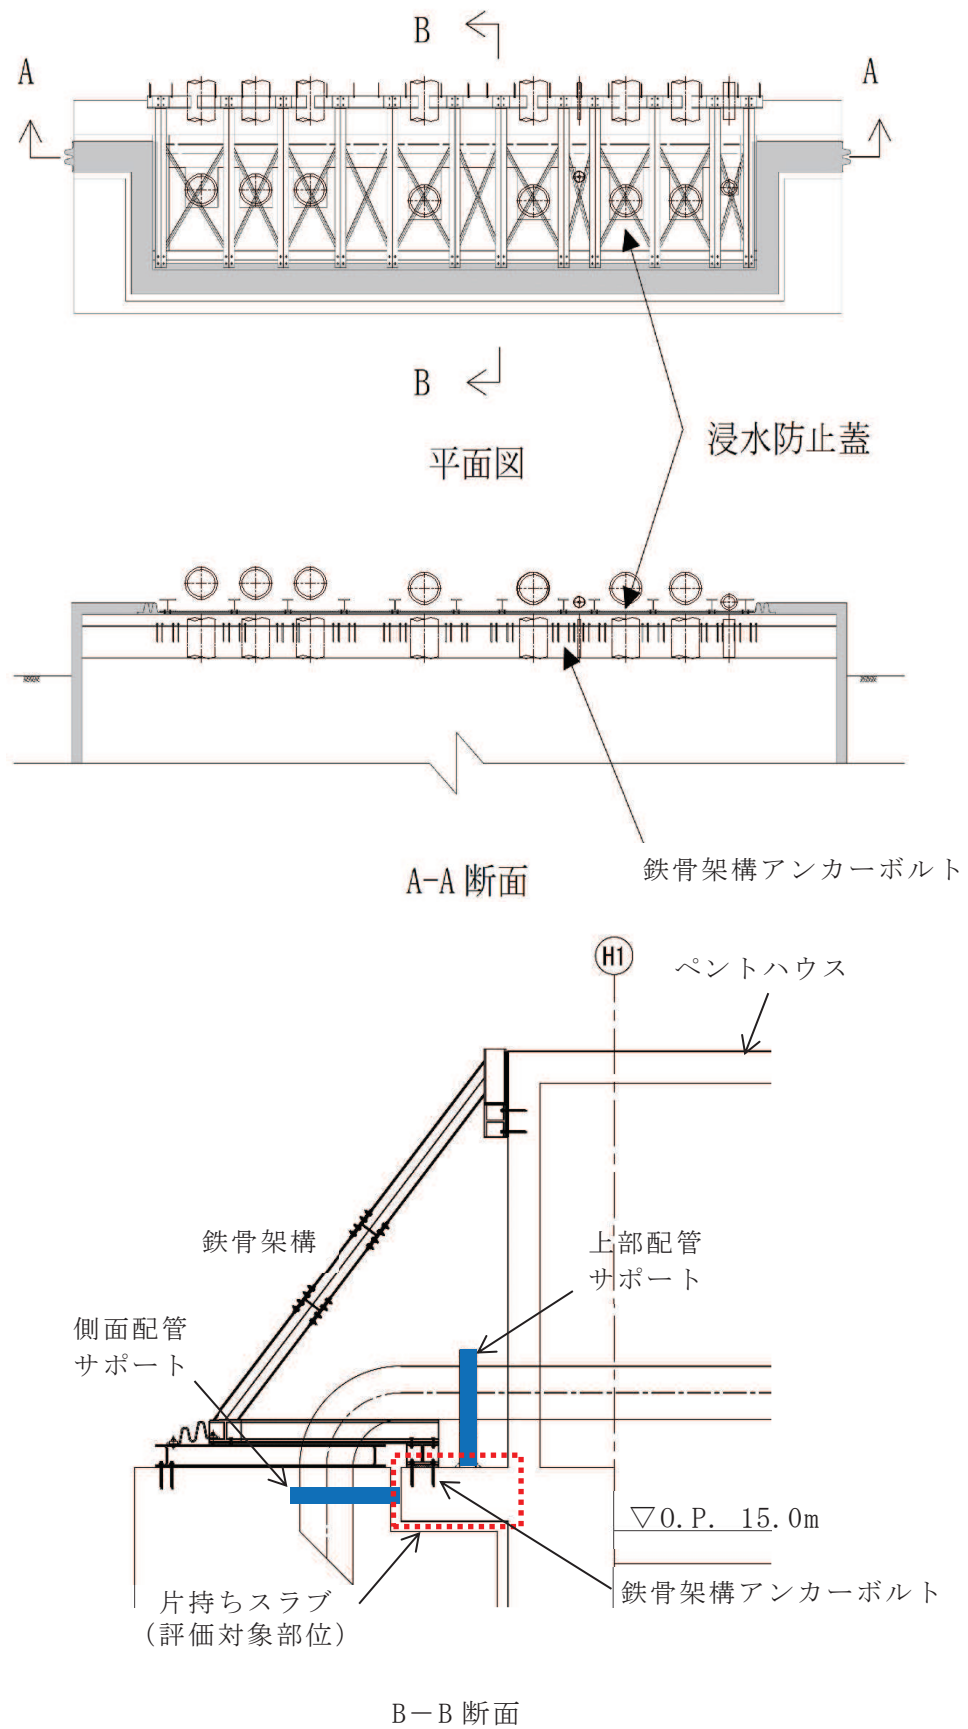 B
A
A
B
浸水防止蓋
平面図
鉄骨架構アンカーボルト
A-A 断面
H1
ペントハウス
鉄骨架構
上部配管
サポート
側面配管
サポート
▽O.P. 15.0m
片持ちスラブ
（評価対象部位）
鉄骨架構アンカーボルト
B－B 断面